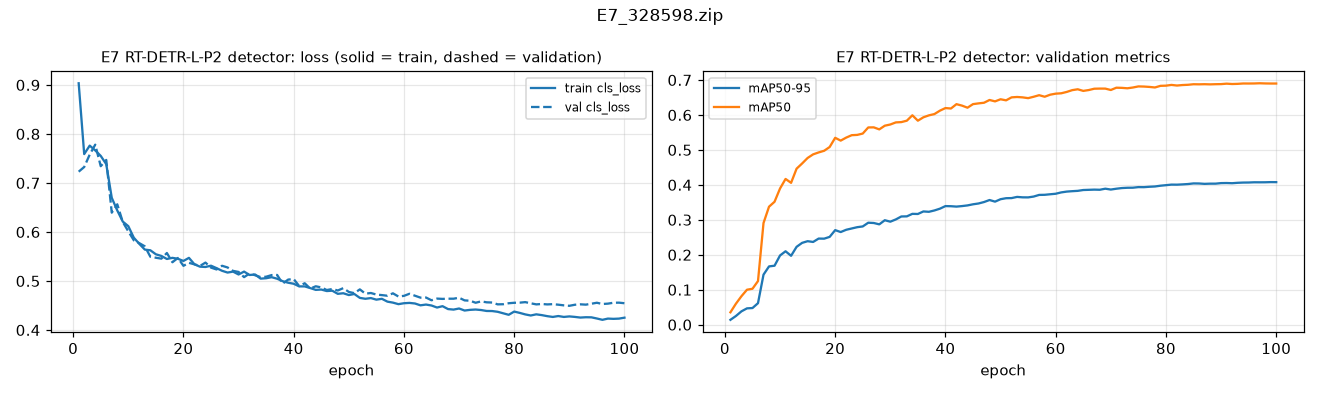 E7_328598.zip
E7 RT-DETR-L-P2 detector: loss (solid = train, dashed = validation)
train cls_loss
val cls_loss
0.9
0.8
0.7
0.6
0.5
0.4
0
20
40
60
80
100
epoch
E7 RT-DETR-L-P2 detector: validation metrics
mAP50-95
mAP50
0.7
0.6
0.5
0.4
0.3
0.2
0.1
0.0
0
20
40
60
80
100
epoch